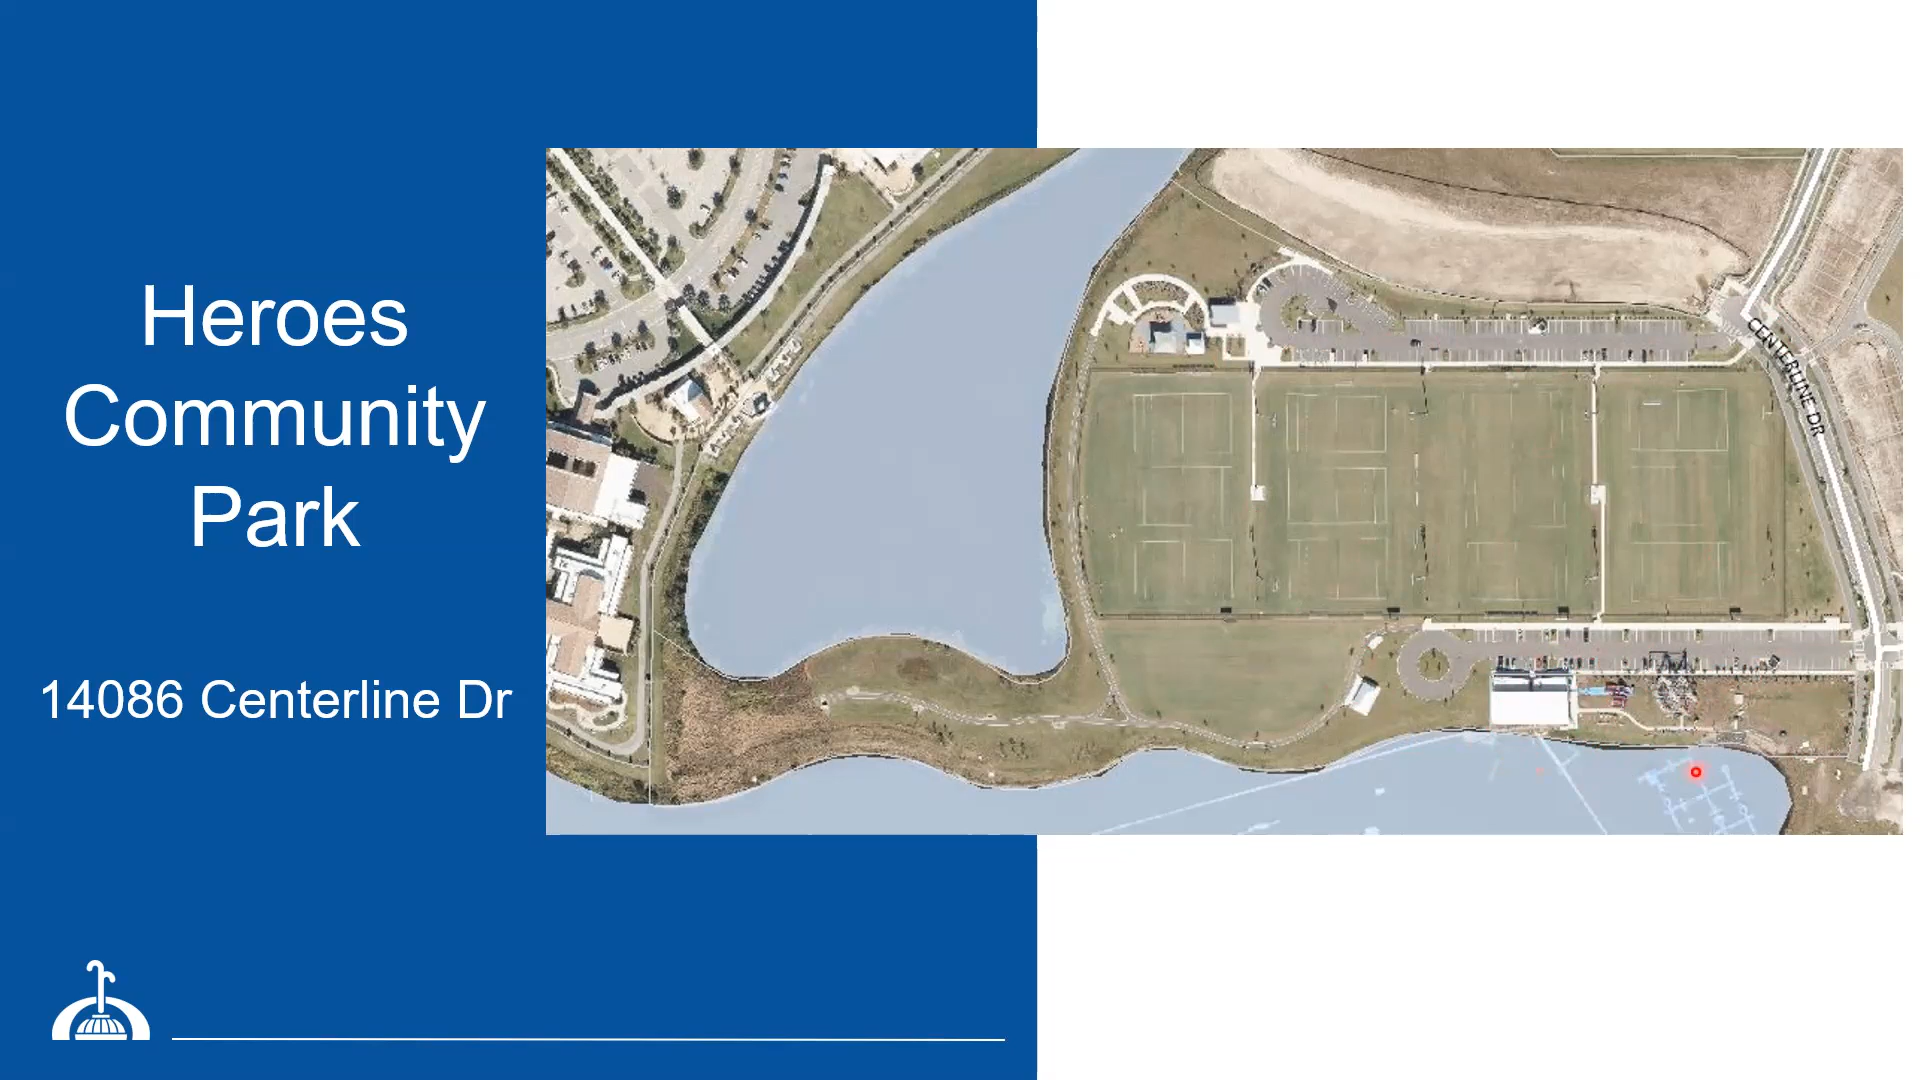 Heroes
Community
Park
14086 Centerline Dr
CENTERLINE DR